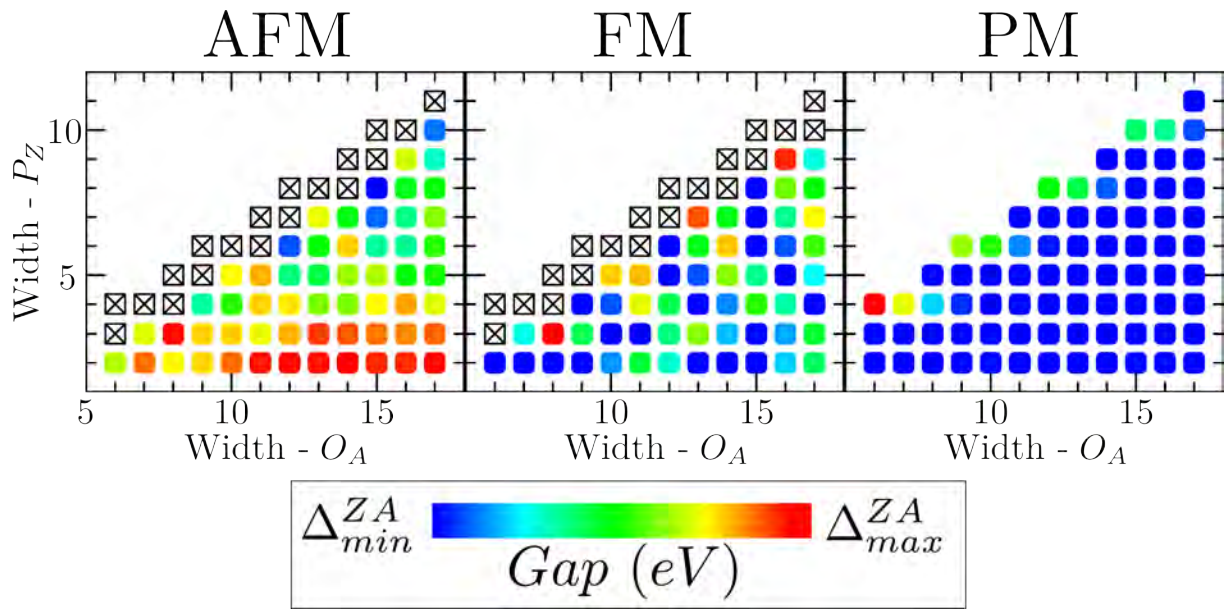 AFM FM PM
Width - P_Z
10
5
5 10 15 10 15 10 15
Width - O_A Width - O_A Width - O_A
Δ^{ZA}_{min} Δ^{ZA}_{max}
Gap (eV)